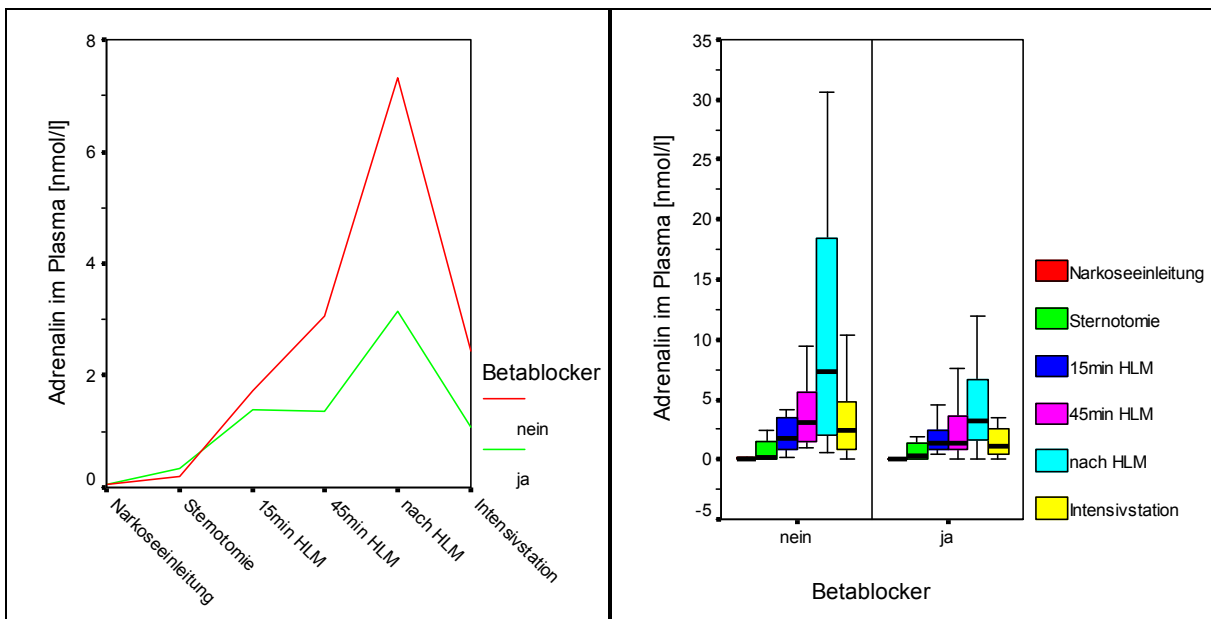 Adrenalin im Plasma [nmol/l]
8
6
4
2
0
Narkoseeinleitung
Sternotomie
15min HLM
45min HLM
nach HLM
Intensivstation
Betablocker
nein
ja
Adrenalin im Plasma [nmol/l]
35
30
25
20
15
10
5
0
-5
nein
ja
Betablocker
Narkoseeinleitung
Sternotomie
15min HLM
45min HLM
nach HLM
Intensivstation